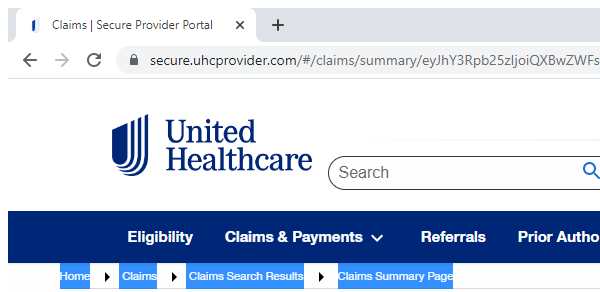 Claims | Secure Provider Portal
secure.uhcprovider.com/#/claims/summary/eyJhY3Rpb25zIjoiQXBwZWFs
United
Healthcare
Search
Eligibility Claims & Payments Referrals Prior Autho
Home Claims Claims Search Results Claims Summary Page